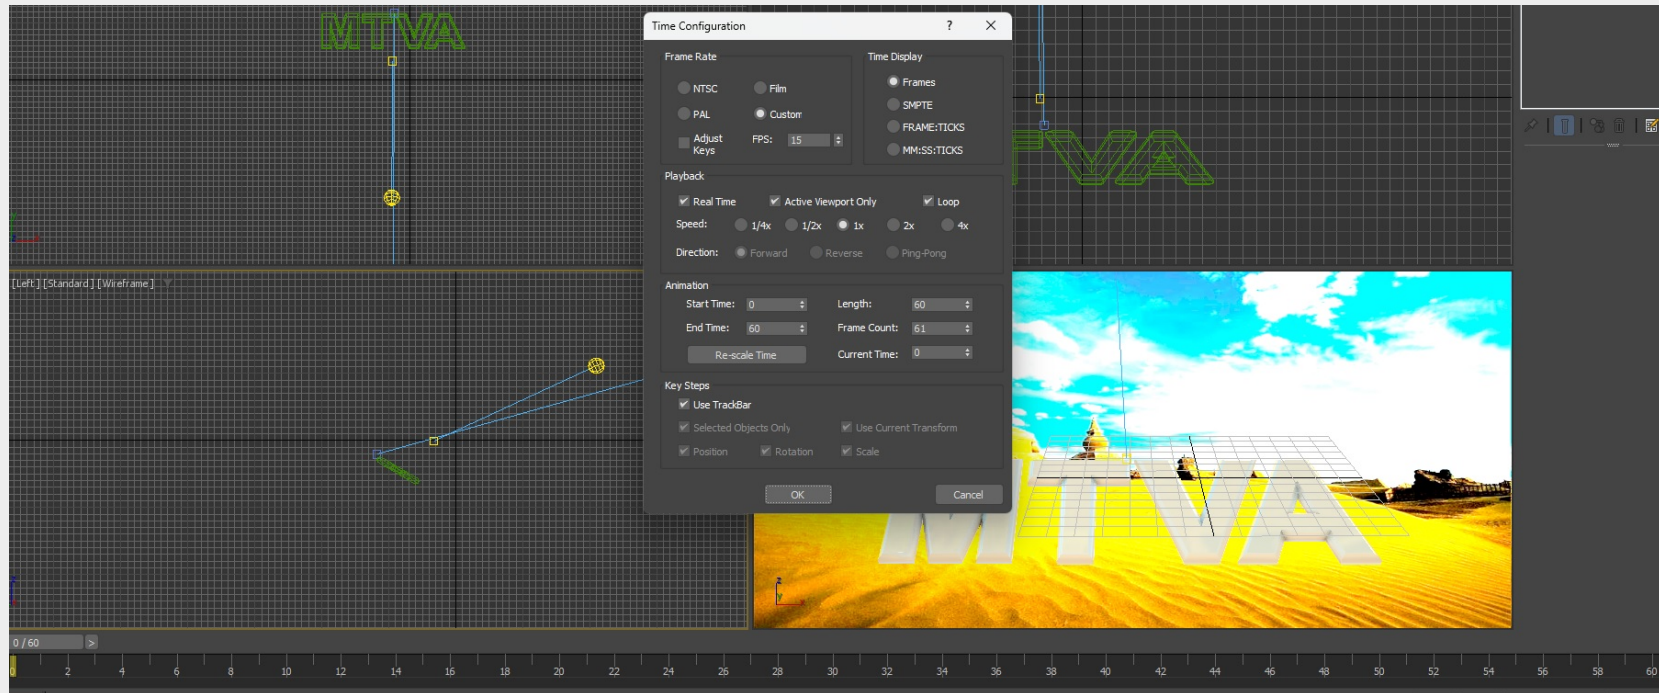 MTVA
Time Configuration ? ×
Frame Rate
NTSC Film
PAL Custom
Adjust Keys FPS: 15
Time Display
Frames
SMPTE
FRAME:TICKS
MM:SS:TICKS
TVA
Playback
Real Time Active Viewport Only Loop
Speed: 1/4x 1/2x 1x 2x 4x
Direction: Forward Reverse Ping-Pong
[Left] [Standard] [Wireframe]
Animation
Start Time: 0 Length: 60
End Time: 60 Frame Count: 61
Re-scale Time Current Time: 0
Key Steps
Use TrackBar
Selected Objects Only Use Current Transform
Position Rotation Scale
OK Cancel
MTVA
z
y
x
0 / 60 >
0 2 4 6 8 10 12 14 16 18 20 22 24 26 28 30 32 34 36 38 40 42 44 46 48 50 52 54 56 58 60